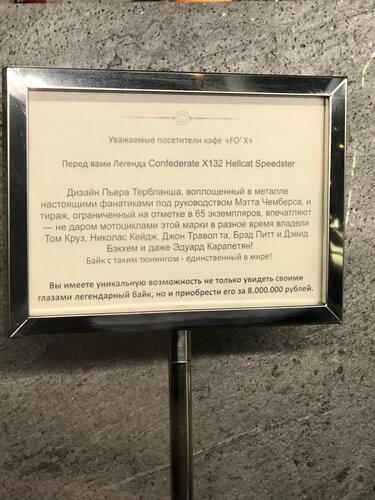 Уважаемые посетители кафе «FO' X»
Перед вами Легенда Confederate X132 Hellcat Speedster
Дизайн Пьера Тербланша, воплощенный в металле
настоящими фанатиками под руководством Мэтта Чемберса, и
тираж, ограниченный на отметке в 65 экземпляров, впечатляют
— не даром мотоциклами этой марки в разное время владели
Том Круз, Николас Кейдж, Джон Траволта, Брэд Питт и Дэвид
Бэкхем и даже Эдуард Карапетян!
Байк с таким тюнингом - единственный в мире!
Вы имеете уникальную возможность не только увидеть своими
глазами легендарный байк, но и приобрести его за 8.000.000 рублей.